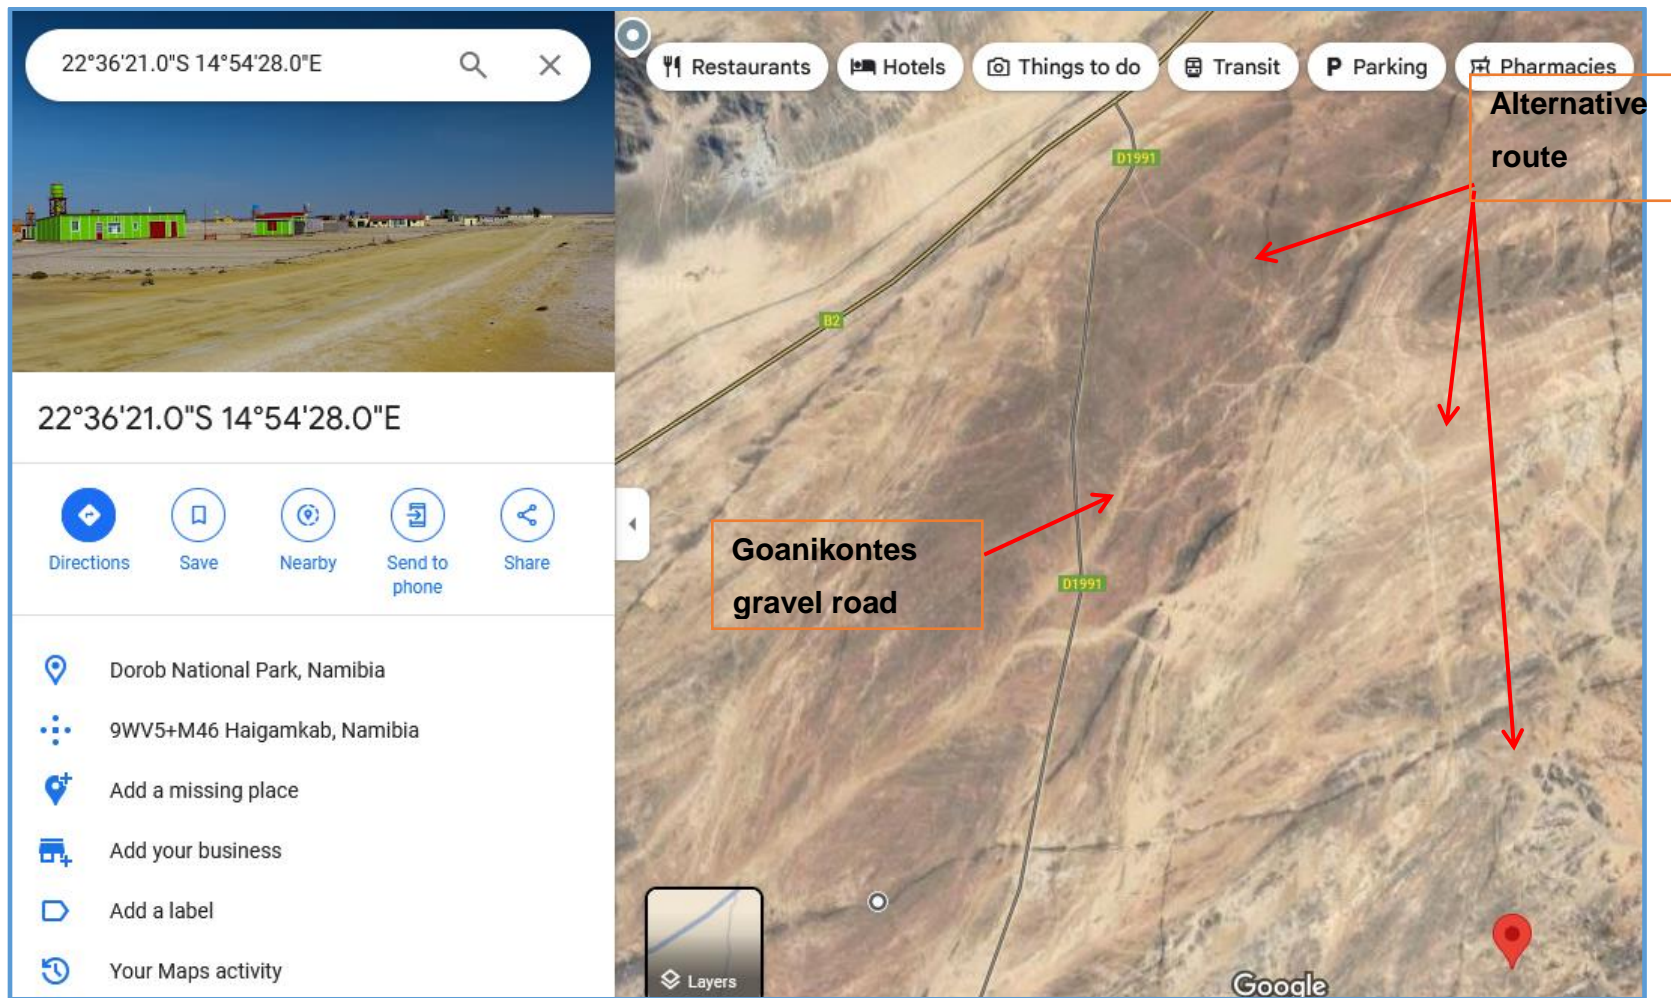 22°36'21.0"S 14°54'28.0"E
Restaurants
Hotels
Things to do
Transit
P Parking
Pharmacies
Alternative
route
D1991
B2
22°36'21.0"S 14°54'28.0"E
Directions
Save
Nearby
Send to
phone
Share
Goanikontes
gravel road
D1991
Dorob National Park, Namibia
9WV5+M46 Haigamkab, Namibia
Add a missing place
Add your business
Add a label
Your Maps activity
Layers
Google